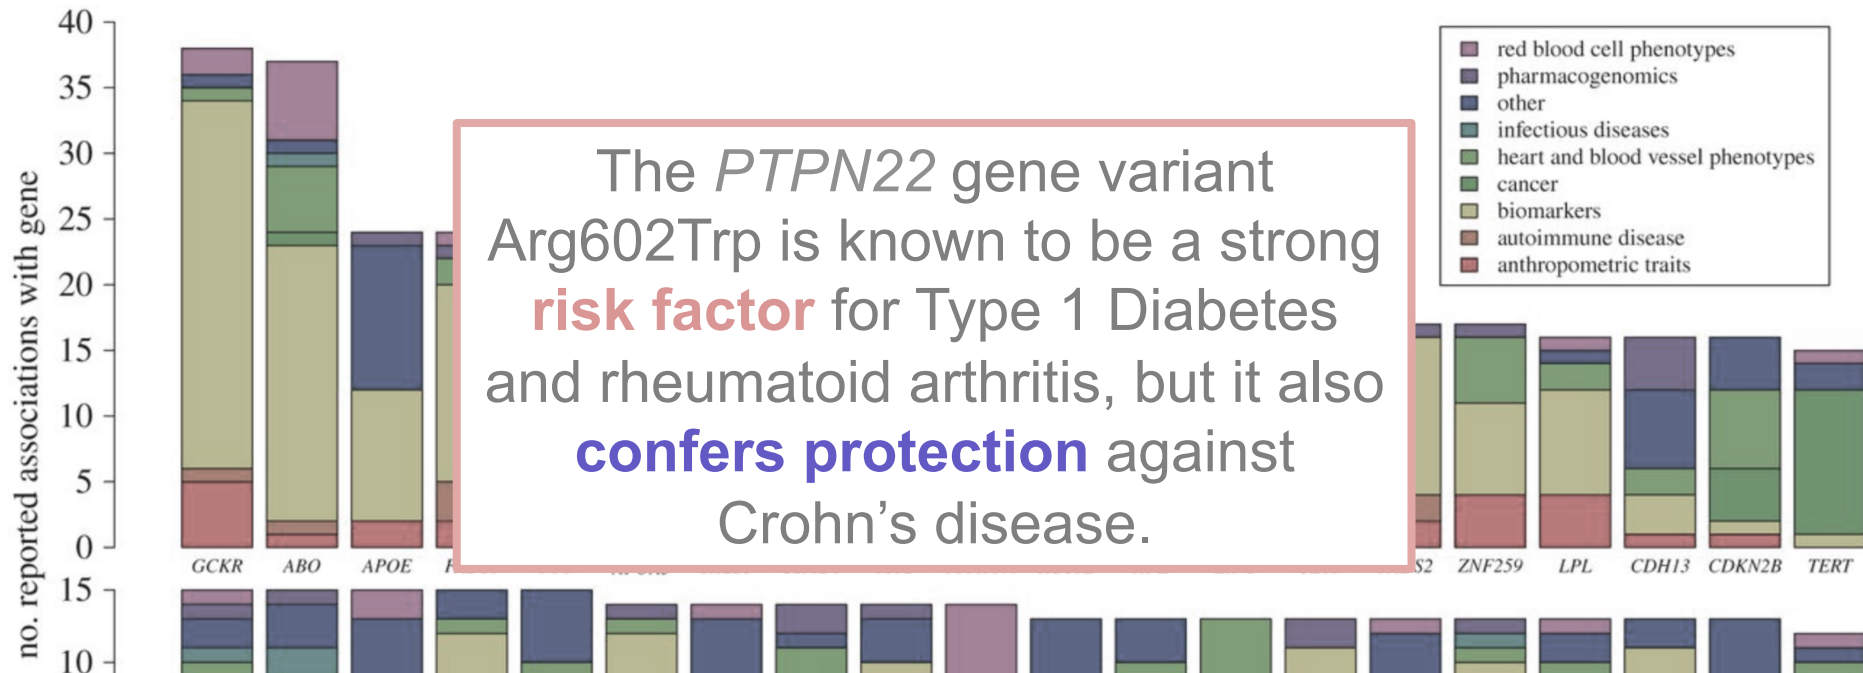 40
35
30
25
20
15
10
5
0
no. reported associations with gene
red blood cell phenotypes
pharmacogenomics
other
infectious diseases
heart and blood vessel phenotypes
cancer
biomarkers
autoimmune disease
anthropometric traits
The PTPN22 gene variant
Arg602Trp is known to be a strong
risk factor for Type 1 Diabetes
and rheumatoid arthritis, but it also
confers protection against
Crohn's disease.
GCKR ABO APOE ZNF259 LPL CDH13 CDKN2B TERT
15
10